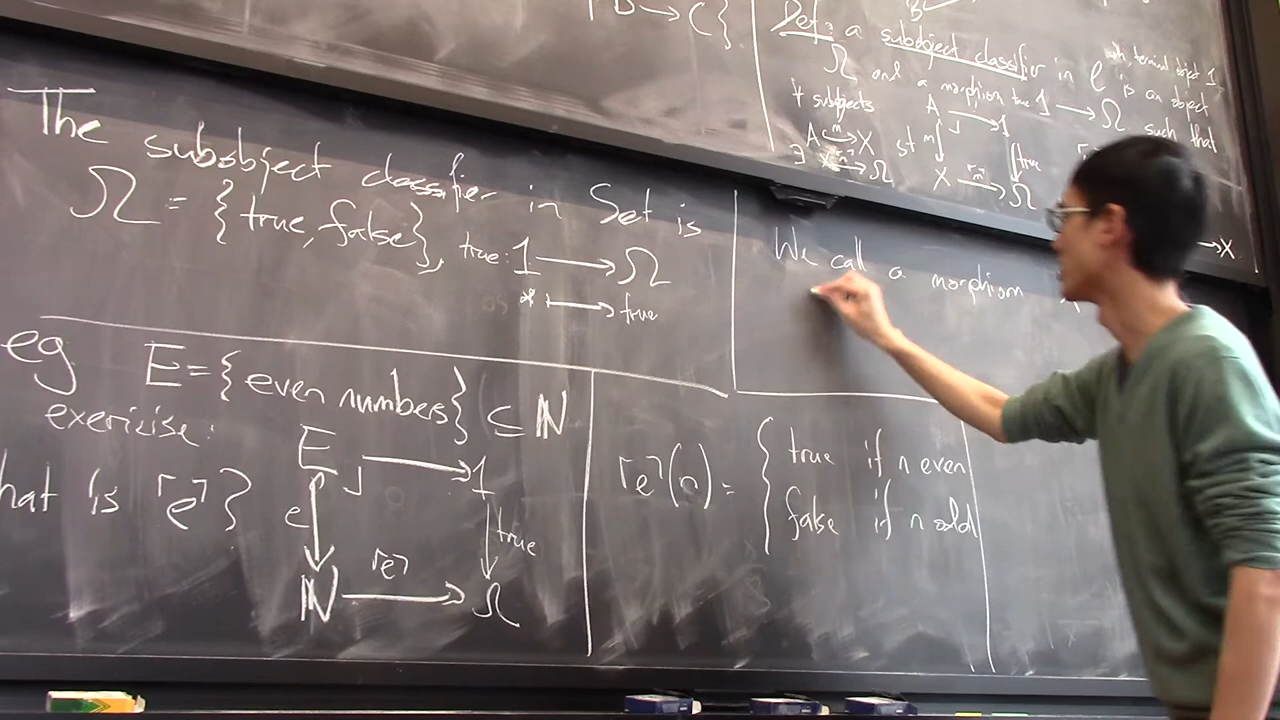 B → C}.
Def: a subobject classifier in C with terminal object 1 is an object
Ω and a morphism true 1 → Ω such that
∀ subobjects
A → 1
A ↪m X st m true
∃ ⌜m⌝ → Ω
X ⌜m⌝→ Ω
→ X
The subobject classifier in Set is
Ω = {true, false}, true: 1 → Ω
* ↦ true
We call a morphism
eg E = {even numbers} ⊆ ℕ
exericise:
hat is ⌜e⌝?
E → 1
e true
ℕ ⌜e⌝→ Ω
⌜e⌝(n) = { true if n even
false if n odd